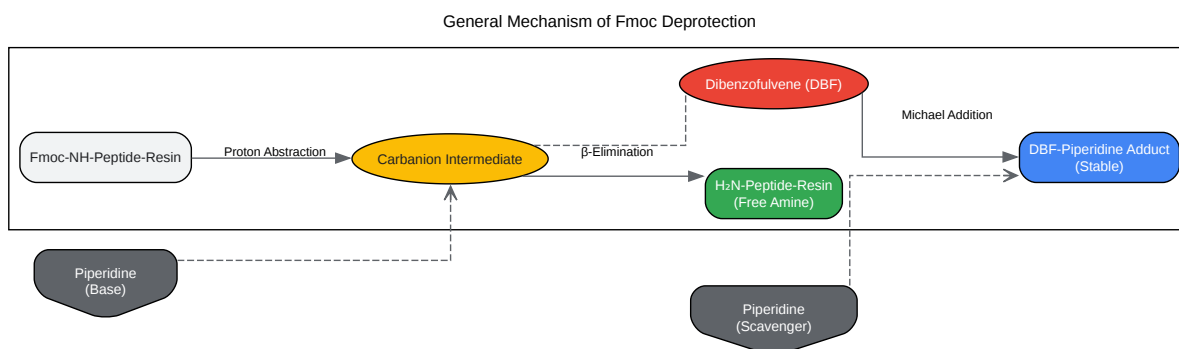 General Mechanism of Fmoc Deprotection
Dibenzofulvene (DBF)
Michael Addition
Fmoc-NH-Peptide-Resin
Proton Abstraction
Carbanion Intermediate
β-Elimination
DBF-Piperidine Adduct
(Stable)
H₂N-Peptide-Resin
(Free Amine)
Piperidine
(Base)
Piperidine
(Scavenger)